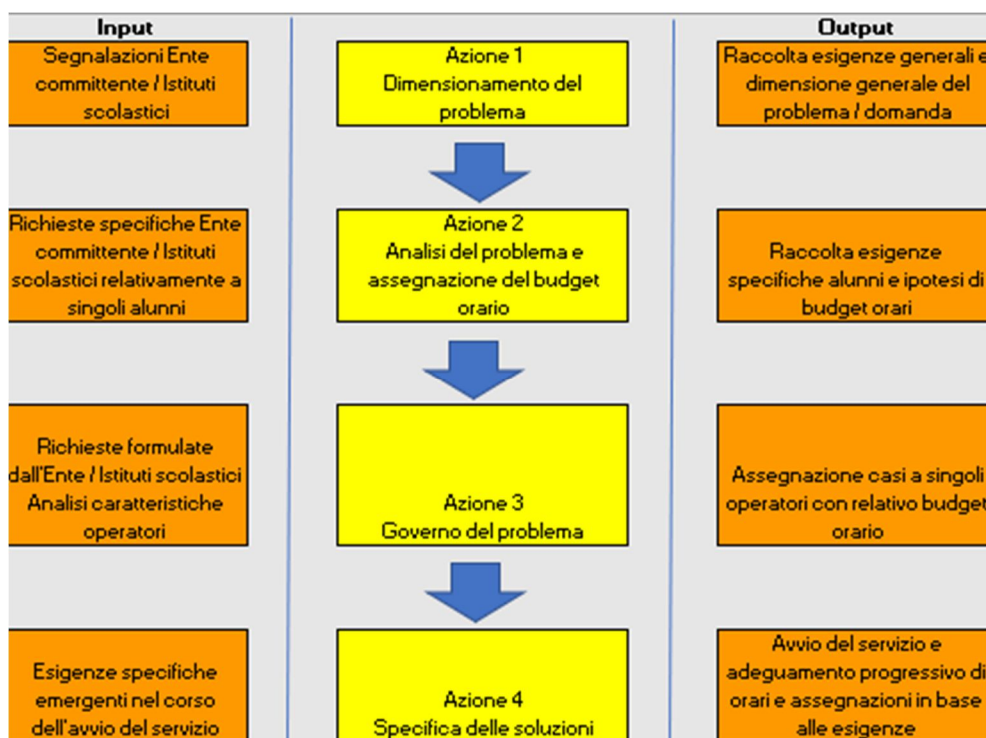 Input
Output
Segnalazioni Ente
committente / Istituti
scolastici
Azione 1
Dimensionamento del
problema
Raccolta esigenze generali e
dimensione generale del
problema / domanda
Richieste specifiche Ente
committente / Istituti
scolastici relativamente a
singoli alunni
Azione 2
Analisi del problema e
assegnazione del budget
orario
Raccolta esigenze
specifiche alunni e ipotesi di
budget orari
Richieste formulate
dall'Ente / Istituti scolastici
Analisi caratteristiche
operatori
Azione 3
Governo del problema
Assegnazione casi a singoli
operatori con relativo budget
orario
Esigenze specifiche
emergenti nel corso
dell'avvio del servizio
Azione 4
Specifica delle soluzioni
Avvio del servizio e
adeguamento progressivo di
orari e assegnazioni in base
alle esigenze